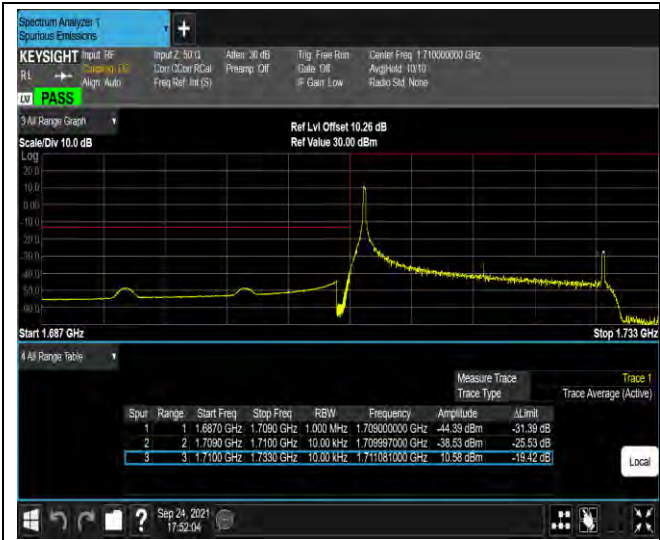 Spectrum Analyzer 1
Spurious Emissions
+
KEYSIGHT Input: RF Input Z: 50 Ω Atten: 30 dB Trig: Free Run Center Freq: 1.710000000 GHz
RL Coupling: DC Corr CCorr RCal Preamp: Off Gate: Off Avg|Hold: 10/10
Align: Auto Freq Ref: Int (S) IF Gain: Low Radio Std: None
LXI PASS
3 All Range Graph
Ref Lvl Offset 10.26 dB
Scale/Div 10.0 dB Ref Value 30.00 dBm
Log
20.0
10.0
0.00
-10.0
-20.0
-30.0
-40.0
-50.0
-60.0
Start 1.687 GHz Stop 1.733 GHz
4 All Range Table
Measure Trace Trace 1
Trace Type Trace Average (Active)
Spur Range Start Freq Stop Freq RBW Frequency Amplitude ΔLimit
1 1 1.6870 GHz 1.7090 GHz 1.000 MHz 1.709000000 GHz -44.39 dBm -31.39 dB
2 2 1.7090 GHz 1.7100 GHz 10.00 kHz 1.709997000 GHz -38.53 dBm -25.53 dB
3 3 1.7100 GHz 1.7330 GHz 10.00 kHz 1.711081000 GHz 10.58 dBm -19.42 dB
Local
? Sep 24, 2021
17:52:04